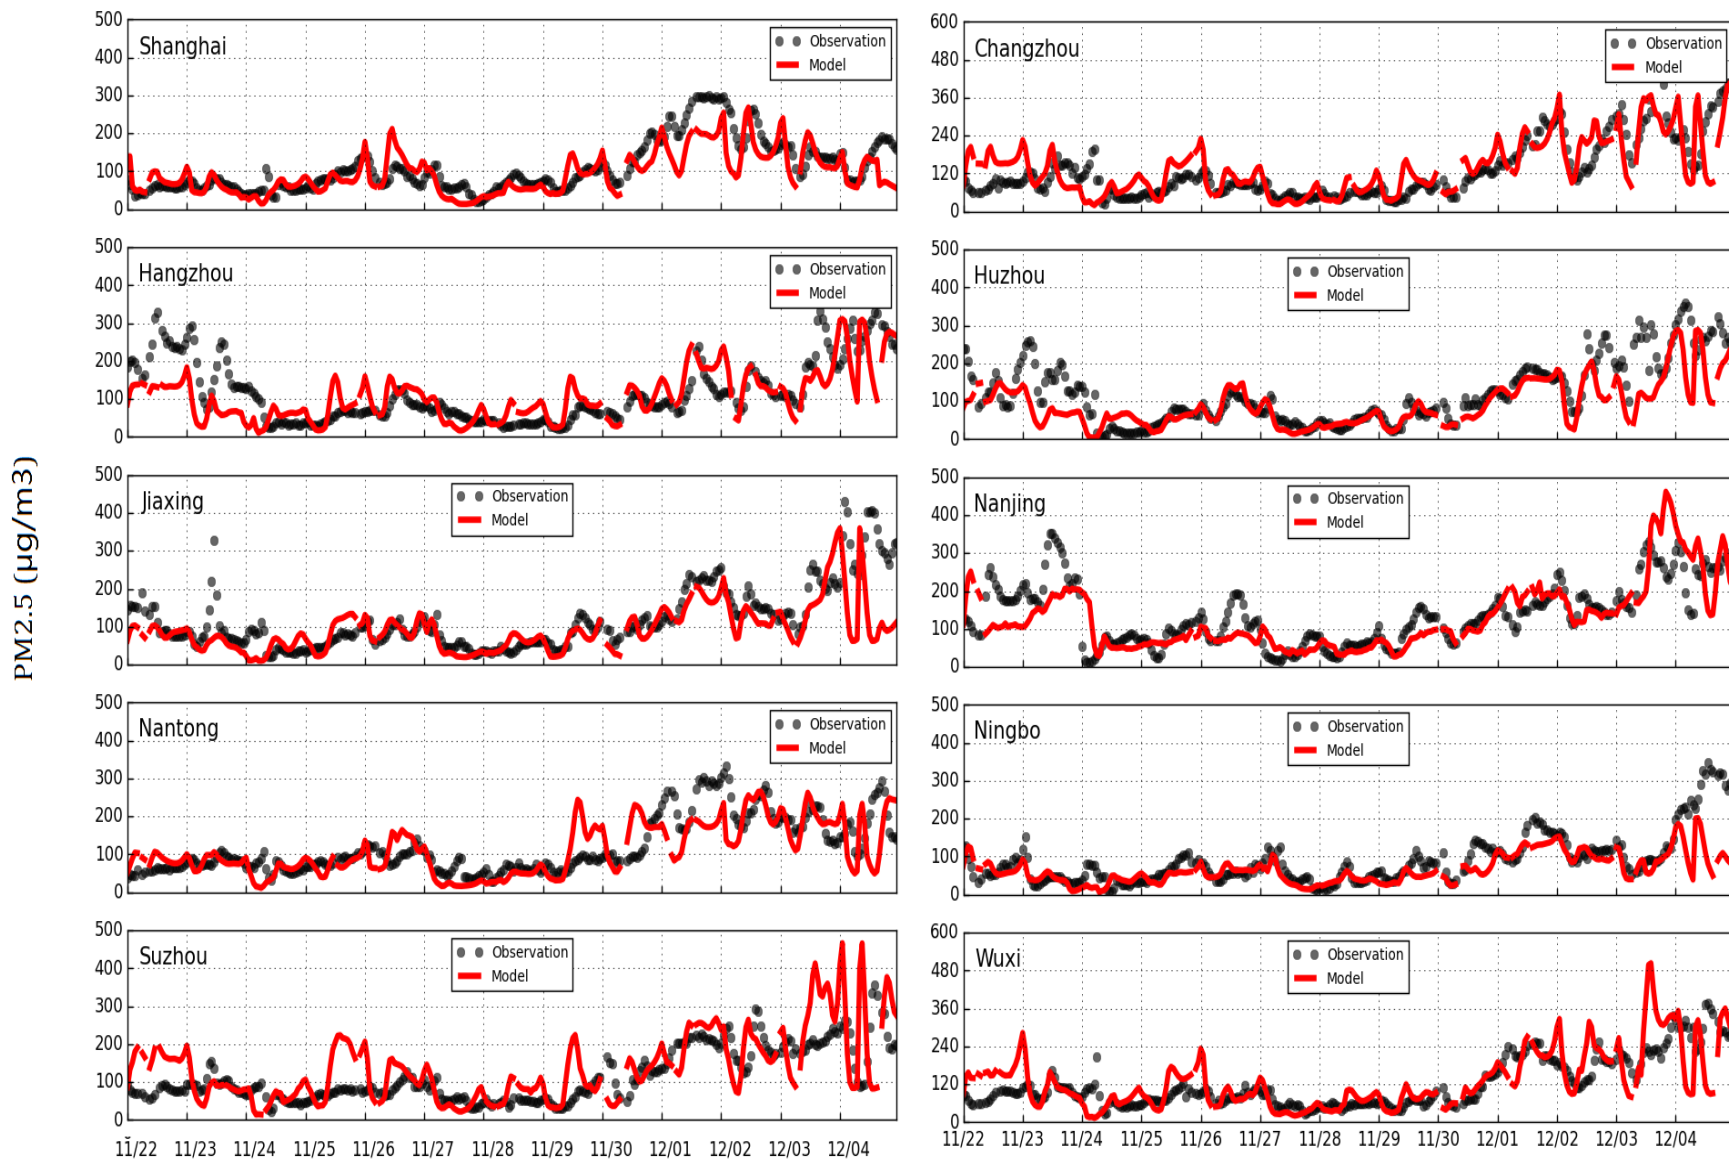 PM2.5 (µg/m3)
Shanghai
Observation
Model
500
400
300
200
100
0
Changzhou
Observation
Model
600
480
360
240
120
0
Hangzhou
Observation
Model
500
400
300
200
100
0
Huzhou
Observation
Model
500
400
300
200
100
0
Jiaxing
Observation
Model
500
400
300
200
100
0
Nanjing
Observation
Model
500
400
300
200
100
0
Nantong
Observation
Model
500
400
300
200
100
0
Ningbo
Observation
Model
500
400
300
200
100
0
Suzhou
Observation
Model
500
400
300
200
100
0
11/22 11/23 11/24 11/25 11/26 11/27 11/28 11/29 11/30 12/01 12/02 12/03 12/04
Wuxi
Observation
Model
600
480
360
240
120
0
11/22 11/23 11/24 11/25 11/26 11/27 11/28 11/29 11/30 12/01 12/02 12/03 12/04